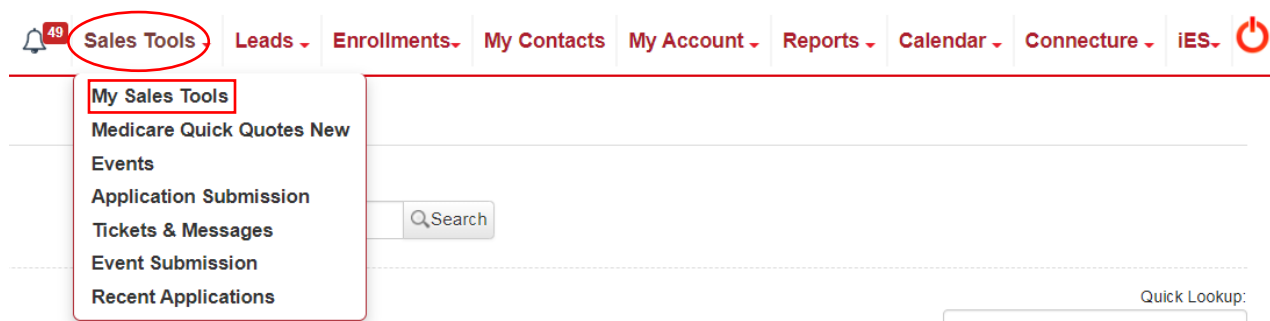 49 Sales Tools Leads Enrollments My Contacts My Account Reports Calendar Connecture iES
My Sales Tools
Medicare Quick Quotes New
Events
Application Submission
Search
Tickets & Messages
Event Submission
Recent Applications
Quick Lookup: